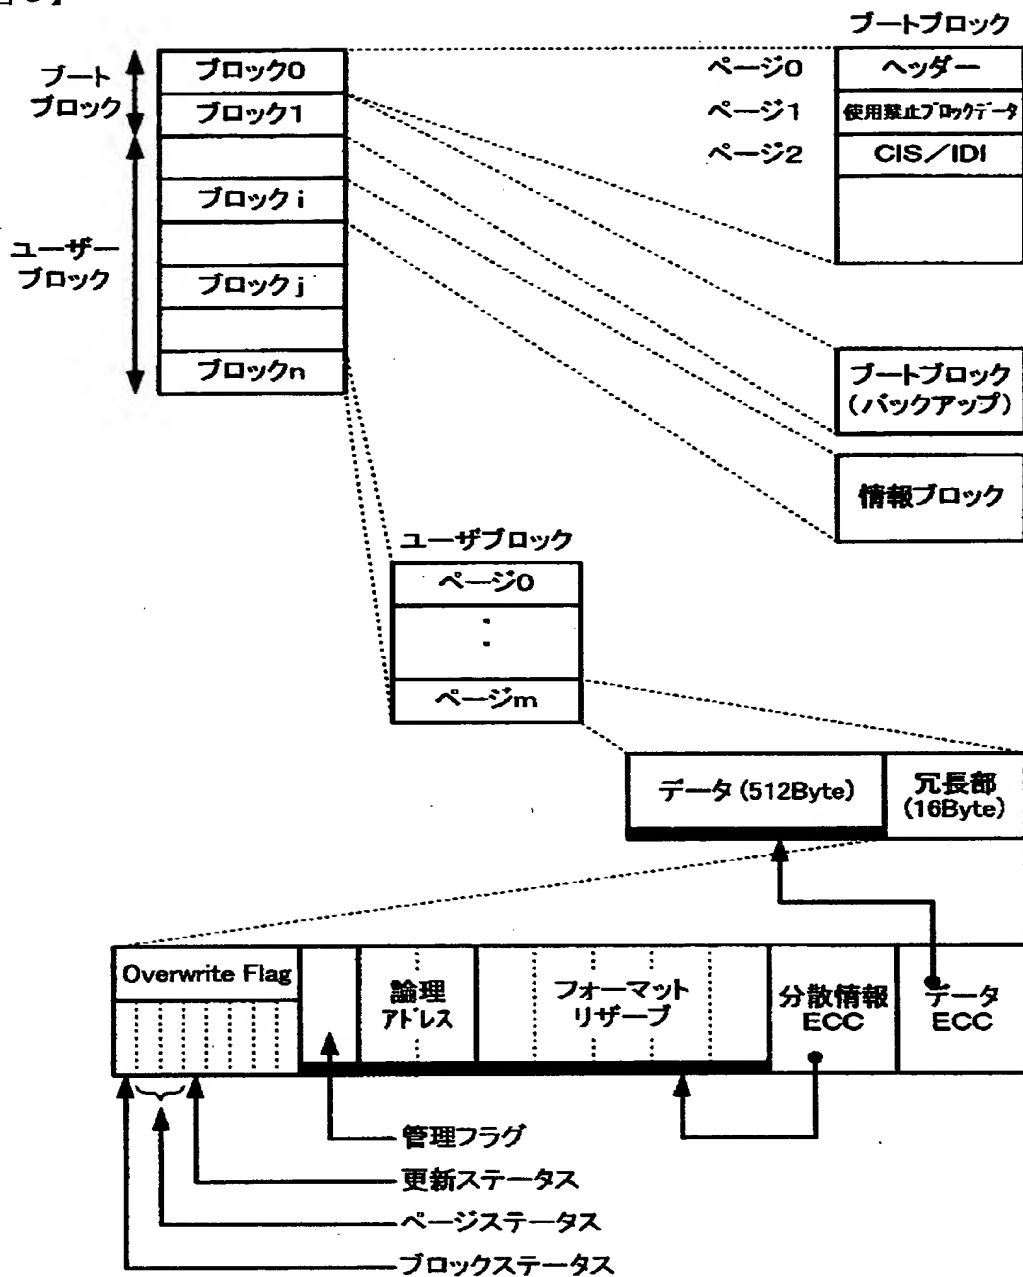 ブートブロック
ブート
ブロック
ブロック0
ブロック1
ブロックi
ブロックj
ブロックn
ユーザー
ブロック
ページ0
ヘッダー
ページ1
使用禁止ブロックデータ
ページ2
CIS／IDI
ブートブロック
（バックアップ）
情報ブロック
ユーザブロック
ページ0
ページm
データ(512Byte)
冗長部
(16Byte)
Overwrite Flag
論理
アドレス
フォーマット
リザーブ
分散情報
ECC
データ
ECC
管理フラグ
更新ステータス
ページステータス
ブロックステータス